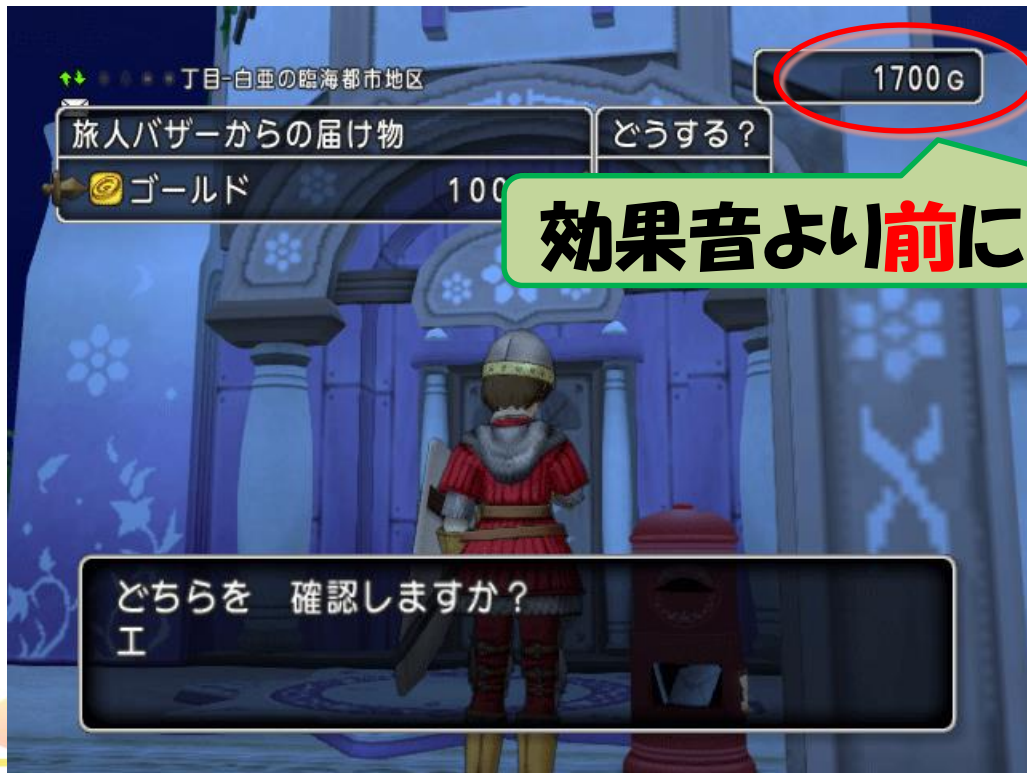 丁目-白亜の臨海都市地区
1700 G
旅人バザーからの届け物
どうする？
ゴールド 100
効果音より前に
どちらを 確認しますか？
エ